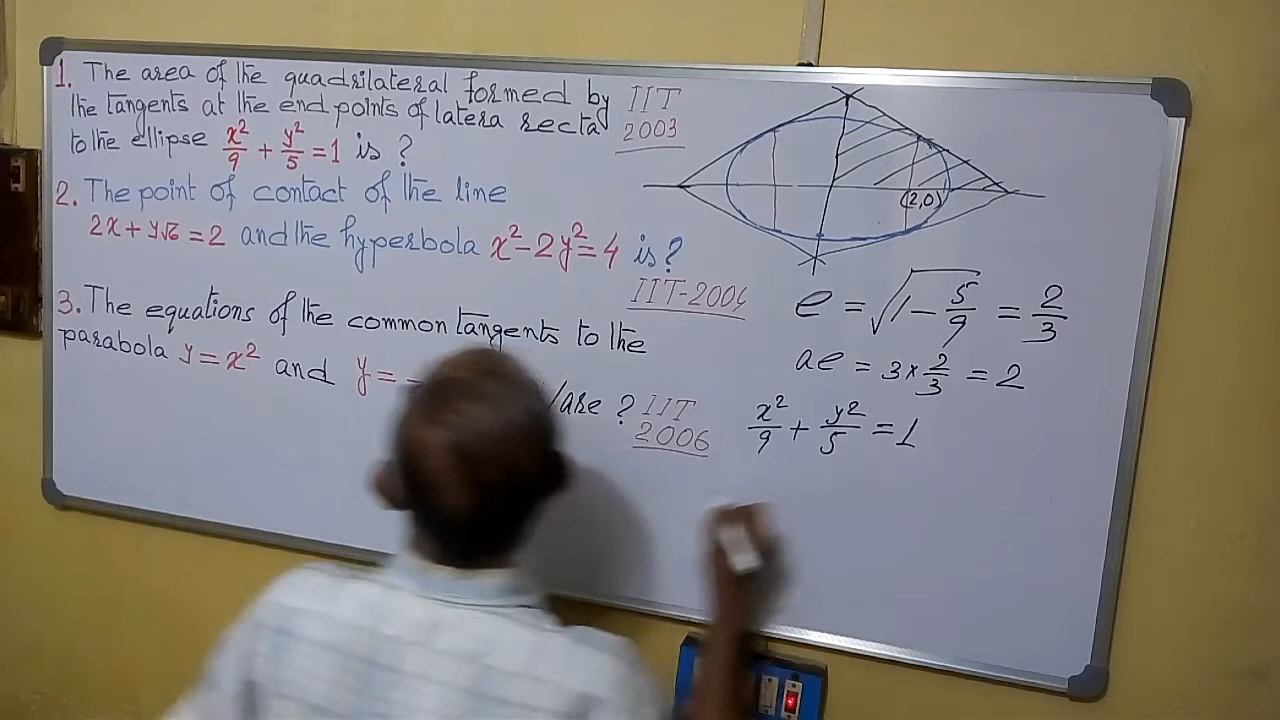 1. The area of the quadrilateral formed by
the tangents at the end points of latera recta
to the ellipse x²/9 + y²/5 = 1 is ?
IIT
2003
2. The point of contact of the line
2x + y√6 = 2 and the hyperbola x² - 2y² = 4 is ?
IIT-2004
3. The equations of the common tangents to the
parabola y = x² and y = -
/are ?
IIT
2006
(2,0)
e = √1 - 5/9 = 2/3
ae = 3 × 2/3 = 2
x²/9 + y²/5 = 1